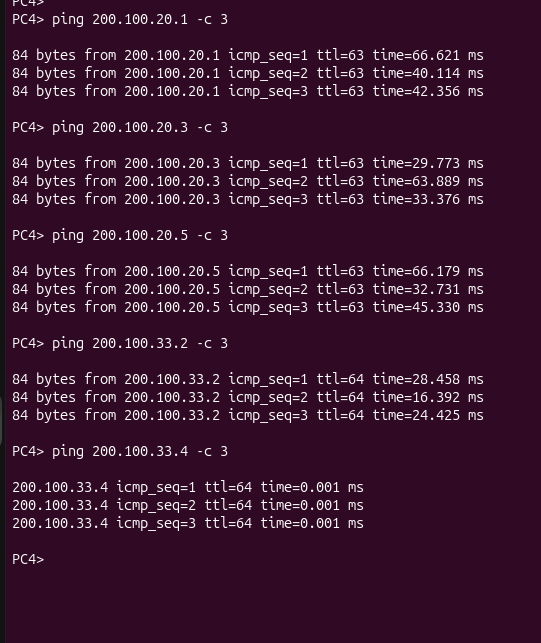 PC4>
PC4> ping 200.100.20.1 -c 3
84 bytes from 200.100.20.1 icmp_seq=1 ttl=63 time=66.621 ms
84 bytes from 200.100.20.1 icmp_seq=2 ttl=63 time=40.114 ms
84 bytes from 200.100.20.1 icmp_seq=3 ttl=63 time=42.356 ms
PC4> ping 200.100.20.3 -c 3
84 bytes from 200.100.20.3 icmp_seq=1 ttl=63 time=29.773 ms
84 bytes from 200.100.20.3 icmp_seq=2 ttl=63 time=63.889 ms
84 bytes from 200.100.20.3 icmp_seq=3 ttl=63 time=33.376 ms
PC4> ping 200.100.20.5 -c 3
84 bytes from 200.100.20.5 icmp_seq=1 ttl=63 time=66.179 ms
84 bytes from 200.100.20.5 icmp_seq=2 ttl=63 time=32.731 ms
84 bytes from 200.100.20.5 icmp_seq=3 ttl=63 time=45.330 ms
PC4> ping 200.100.33.2 -c 3
84 bytes from 200.100.33.2 icmp_seq=1 ttl=64 time=28.458 ms
84 bytes from 200.100.33.2 icmp_seq=2 ttl=64 time=16.392 ms
84 bytes from 200.100.33.2 icmp_seq=3 ttl=64 time=24.425 ms
PC4> ping 200.100.33.4 -c 3
200.100.33.4 icmp_seq=1 ttl=64 time=0.001 ms
200.100.33.4 icmp_seq=2 ttl=64 time=0.001 ms
200.100.33.4 icmp_seq=3 ttl=64 time=0.001 ms
PC4>